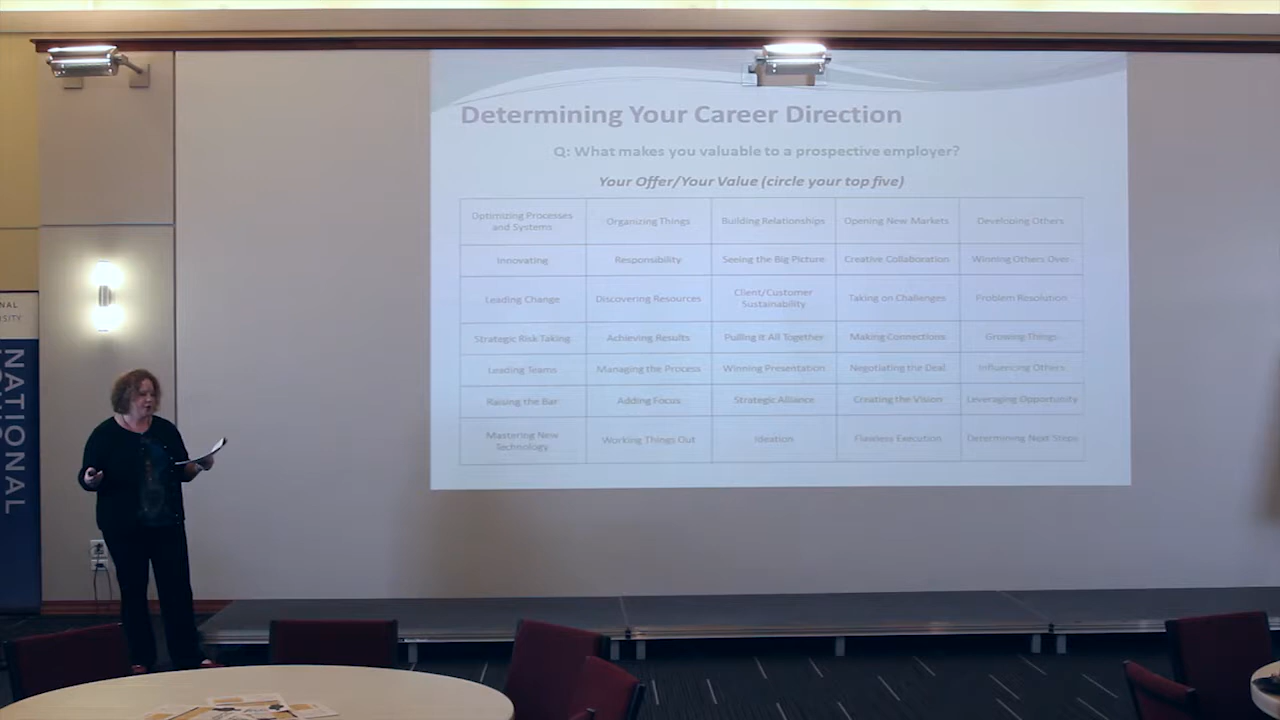 Determining Your Career Direction
Q: What makes you valuable to a prospective employer?
Your Offer/Your Value (circle your top five)
Optimizing Processes
and Systems
Organizing Things
Building Relationships
Opening New Markets
Developing Others
Innovating
Responsibility
Seeing the Big Picture
Creative Collaboration
Winning Others Over
Leading Change
Discovering Resources
Client/Customer
Sustainability
Taking on Challenges
Problem Resolution
Strategic Risk Taking
Achieving Results
Pulling it All Together
Making Connections
Growing Things
Leading Teams
Managing the Process
Winning Presentation
Negotiating the Deal
Influencing Others
Raising the Bar
Adding Focus
Strategic Alliance
Creating the Vision
Leveraging Opportunity
Mastering New
Technology
Working Things Out
Ideation
Flawless Execution
Determining Next Steps
NATIONAL